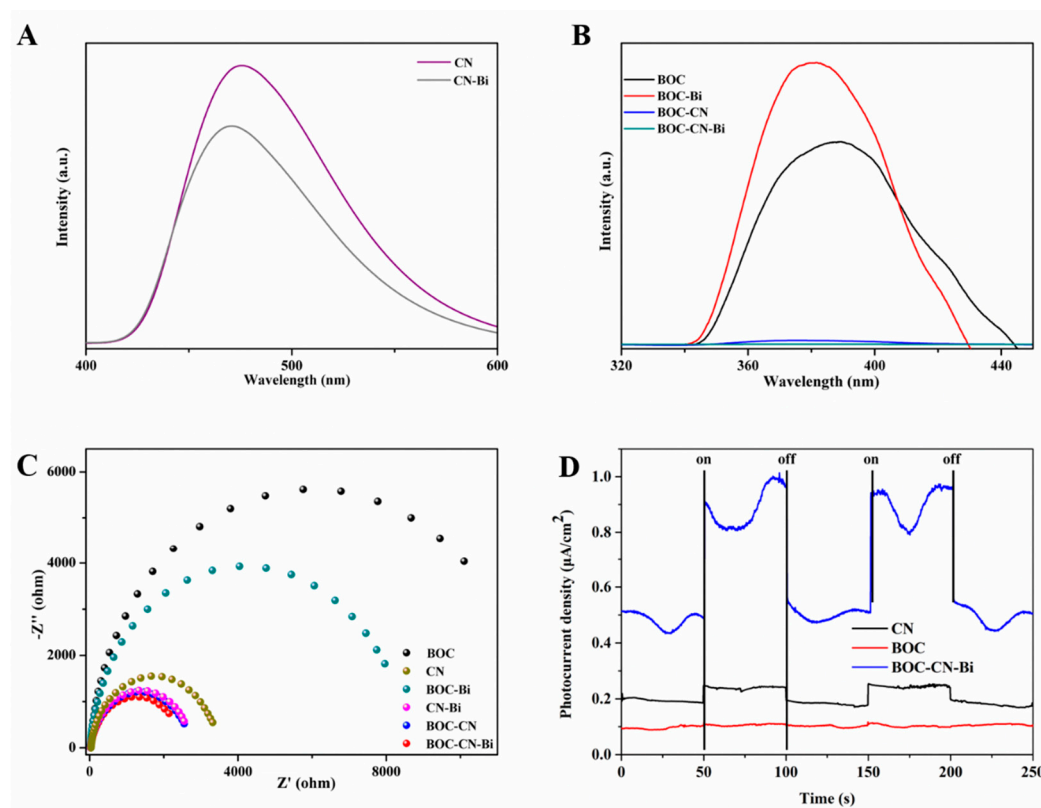 A
CN
CN-Bi
Intensity (a.u.)
400
500
600
Wavelength (nm)
B
BOC
BOC-Bi
BOC-CN
BOC-CN-Bi
Intensity (a.u.)
320
360
400
440
Wavelength (nm)
C
6000
4000
2000
0
-Z'' (ohm)
BOC
CN
BOC-Bi
CN-Bi
BOC-CN
BOC-CN-Bi
0
4000
8000
Z' (ohm)
D
on
off
on
off
1.0
0.8
0.6
0.4
0.2
0.0
Photocurrent density (μA/cm²)
CN
BOC
BOC-CN-Bi
0
50
100
150
200
250
Time (s)